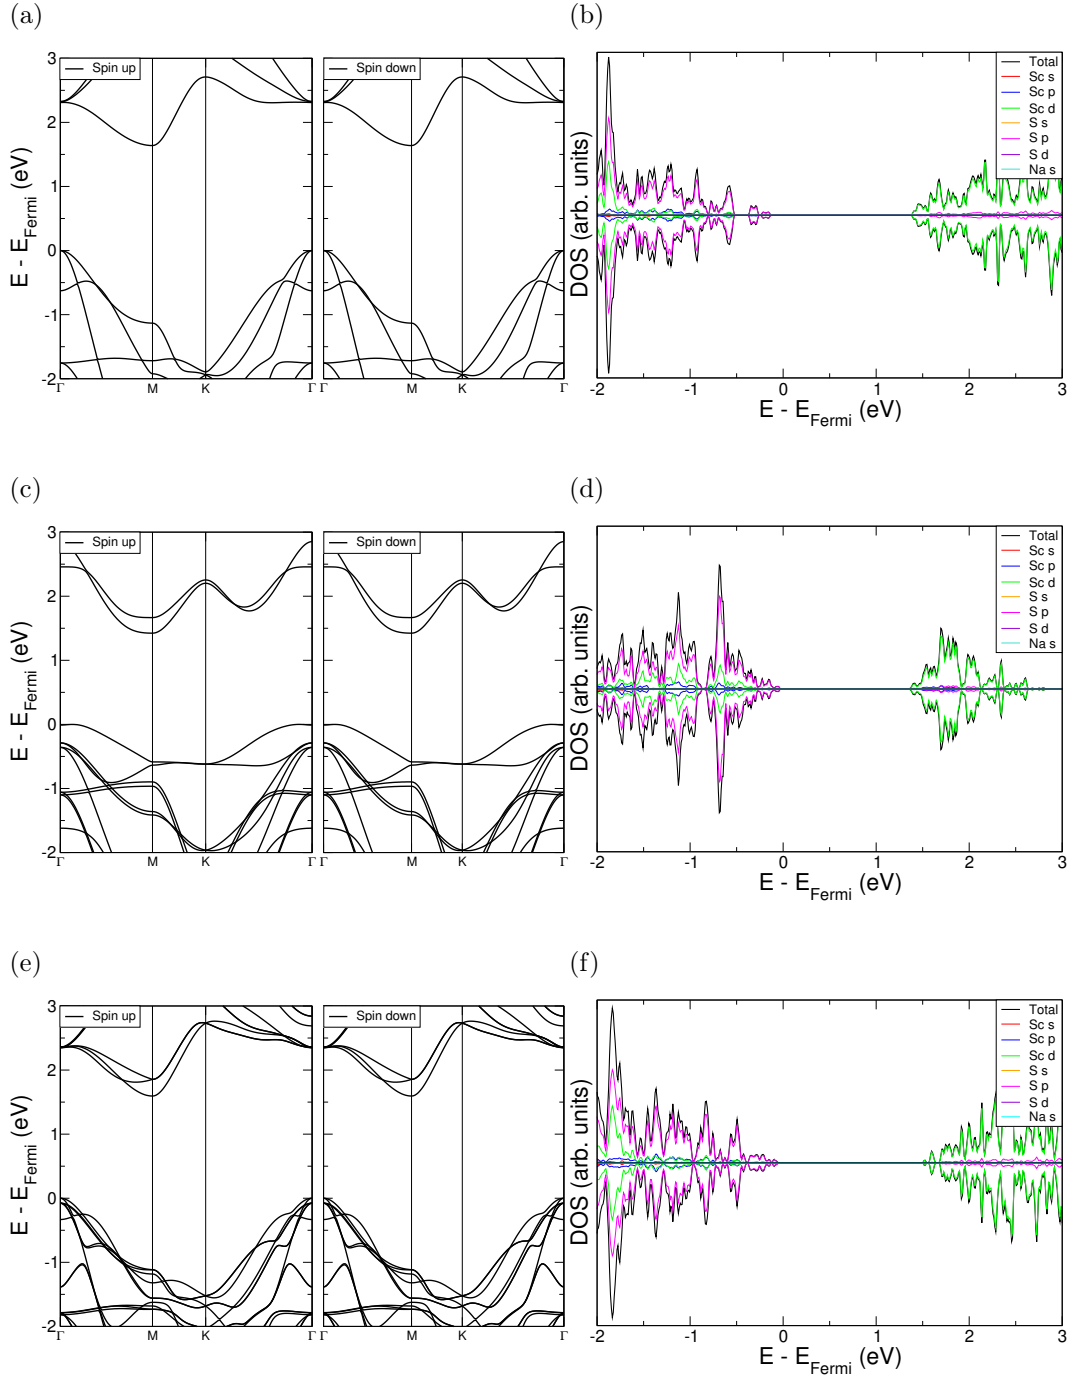 (a)
Spin up
Spin down
3
2
1
0
-1
-2
E - E_Fermi (eV)
Γ M K Γ
Γ M K Γ
(b)
Total
Sc s
Sc p
Sc d
S s
S p
S d
Na s
DOS (arb. units)
-2 -1 0 1 2 3
E - E_Fermi (eV)
(c)
Spin up
Spin down
3
2
1
0
-1
-2
E - E_Fermi (eV)
Γ M K Γ
Γ M K Γ
(d)
Total
Sc s
Sc p
Sc d
S s
S p
S d
Na s
DOS (arb. units)
-2 -1 0 1 2 3
E - E_Fermi (eV)
(e)
Spin up
Spin down
3
2
1
0
-1
-2
E - E_Fermi (eV)
Γ M K Γ
Γ M K Γ
(f)
Total
Sc s
Sc p
Sc d
S s
S p
S d
Na s
DOS (arb. units)
-2 -1 0 1 2 3
E - E_Fermi (eV)